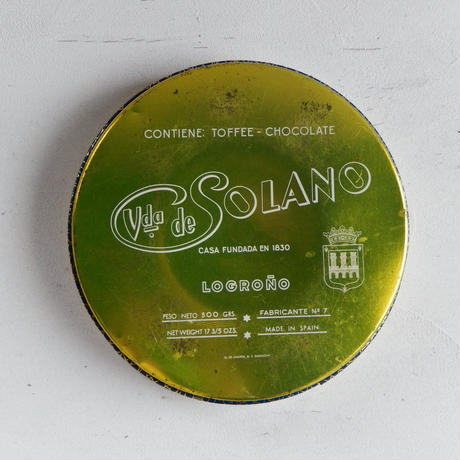 CONTIENE: TOFFEE - CHOCOLATE
Vda de SOLANO
CASA FUNDADA EN 1830
LOGROÑO
PESO NETO 500 GRS. FABRICANTE Nº 7
NET WEIGHT 17 3/5 OZS. MADE IN SPAIN